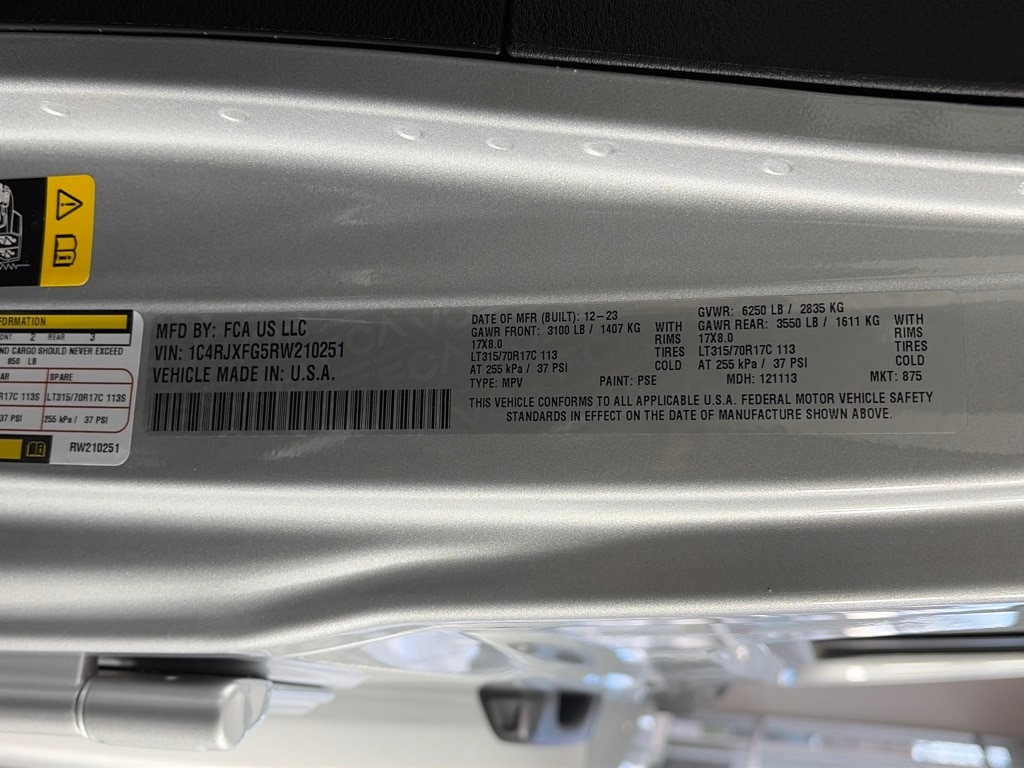 FORMATION
ONT 2 REAR 3
ND CARGO SHOULD NEVER EXCEED
850 LB
AR SPARE
R17C 113S LT315/70R17C 113S
37 PSI 255 kPa / 37 PSI
RW210251
MFD BY: FCA US LLC
VIN: 1C4RJXFG5RW210251
VEHICLE MADE IN: U.S.A.
DATE OF MFR (BUILT): 12-23 GVWR: 6250 LB / 2835 KG
GAWR FRONT: 3100 LB / 1407 KG WITH GAWR REAR: 3550 LB / 1611 KG WITH
17X8.0 RIMS 17X8.0 RIMS
LT315/70R17C 113 TIRES LT315/70R17C 113 TIRES
AT 255 kPa / 37 PSI COLD AT 255 kPa / 37 PSI COLD
TYPE: MPV PAINT: PSE MDH: 121113 MKT: 875
THIS VEHICLE CONFORMS TO ALL APPLICABLE U.S.A. FEDERAL MOTOR VEHICLE SAFETY
STANDARDS IN EFFECT ON THE DATE OF MANUFACTURE SHOWN ABOVE.